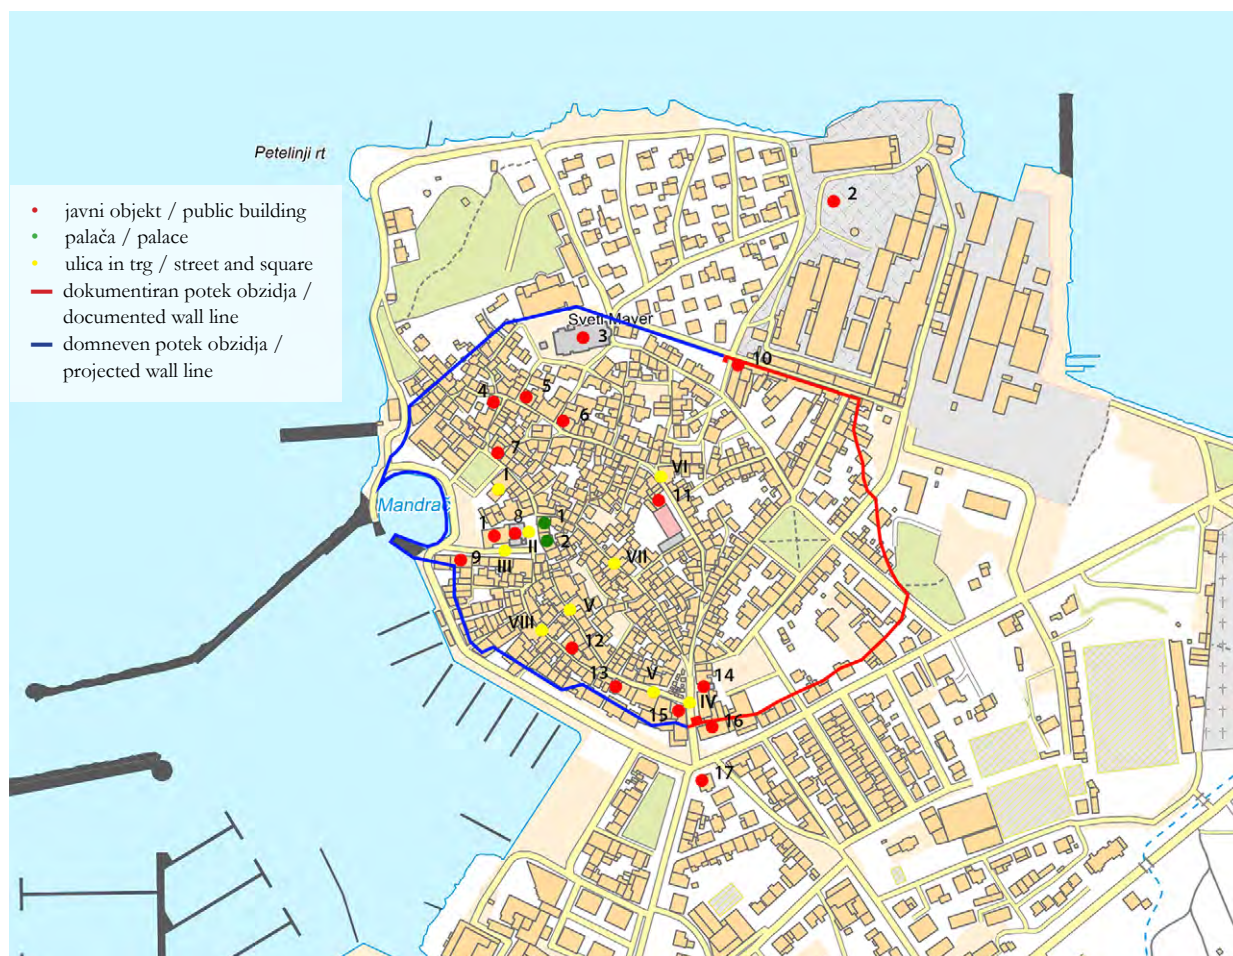 Petelinji rt
javni objekt / public building
palača / palace
ulica in trg / street and square
dokumentiran potek obzidja /
documented wall line
domneven potek obzidja /
projected wall line
2
Sveti Maver
3
10
4
5
6
7
I
VI
11
Mandrač
1
8
1
II
2
III
9
VII
V
VIII
12
13
V
14
15
IV
16
17